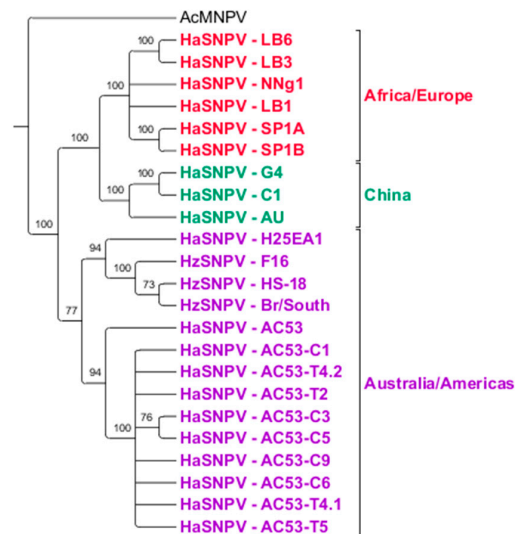 AcMNPV
100
HaSNPV - LB6
HaSNPV - LB3
HaSNPV - NNg1
100
HaSNPV - LB1
Africa/Europe
100
HaSNPV - SP1A
HaSNPV - SP1B
100
100
HaSNPV - G4
HaSNPV - C1
China
100
HaSNPV - AU
100
94
HaSNPV - H25EA1
100
HzSNPV - F16
73
HzSNPV - HS-18
HzSNPV - Br/South
77
HaSNPV - AC53
94
HaSNPV - AC53-C1
HaSNPV - AC53-T4.2
Australia/Americas
HaSNPV - AC53-T2
76
HaSNPV - AC53-C3
100
HaSNPV - AC53-C5
HaSNPV - AC53-C9
HaSNPV - AC53-C6
HaSNPV - AC53-T4.1
HaSNPV - AC53-T5